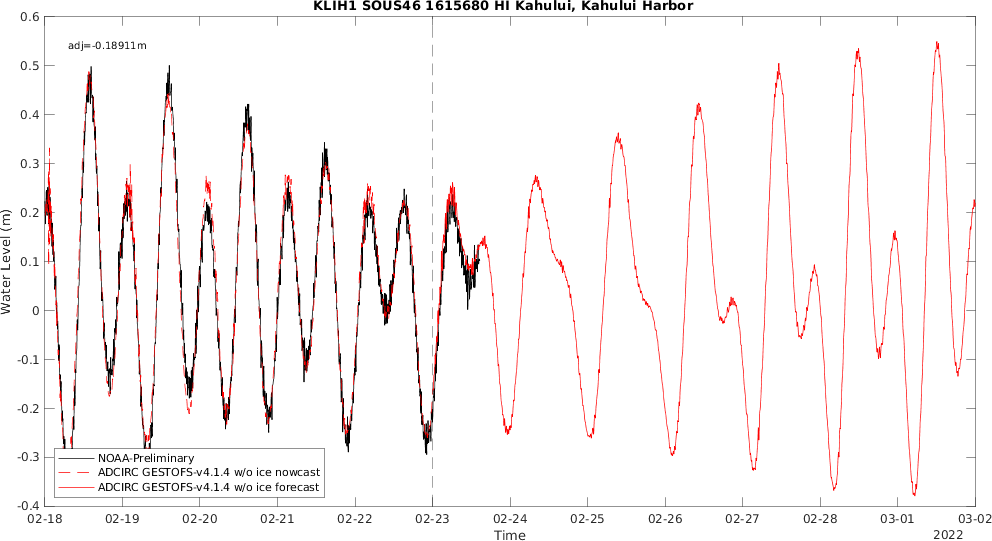 KLIH1 SOUS46 1615680 HI Kahului, Kahului Harbor
adj=-0.18911m
0.6
0.5
0.4
0.3
0.2
0.1
0
-0.1
-0.2
-0.3
-0.4
Water Level (m)
NOAA-Preliminary
ADCIRC GESTOFS-v4.1.4 w/o ice nowcast
ADCIRC GESTOFS-v4.1.4 w/o ice forecast
02-18 02-19 02-20 02-21 02-22 02-23 02-24 02-25 02-26 02-27 02-28 03-01 03-02
Time
2022